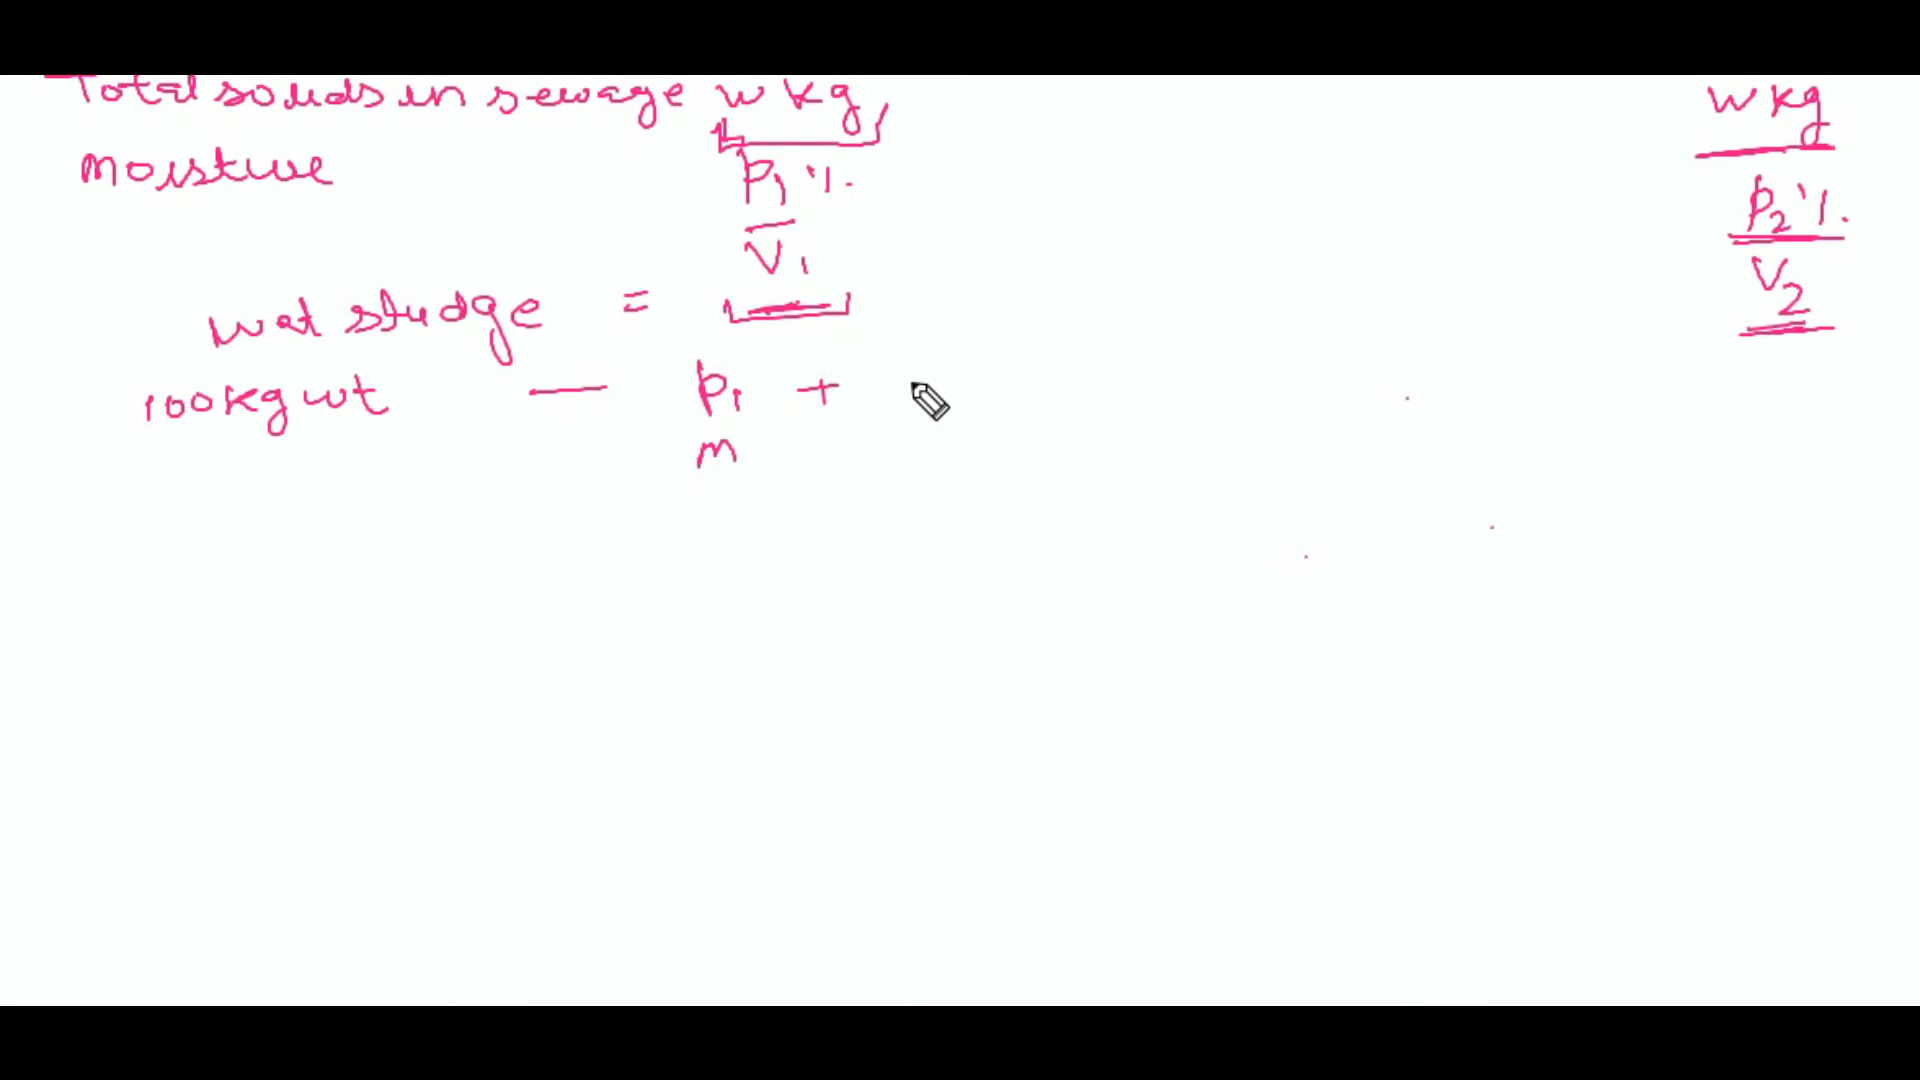 Total solids in sewage w kg w kg
Moisture P1 % P2 %
V1 V2
wet sludge =
100kg wt — P1 +
m